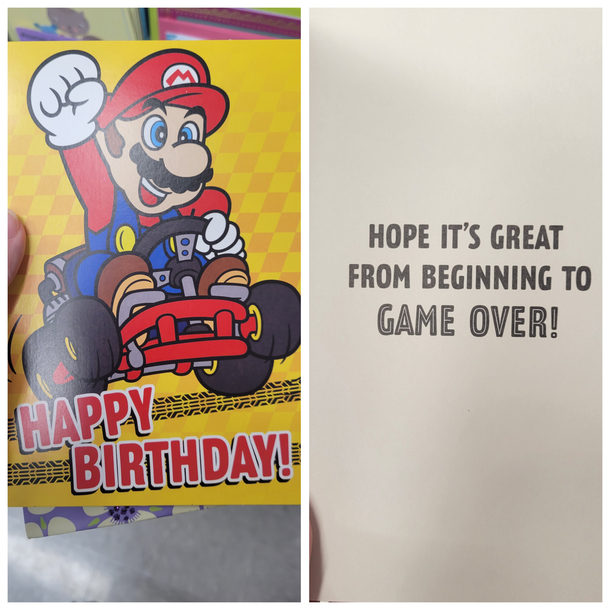 M
HAPPY
BIRTHDAY!
HOPE IT'S GREAT
FROM BEGINNING TO
GAME OVER!